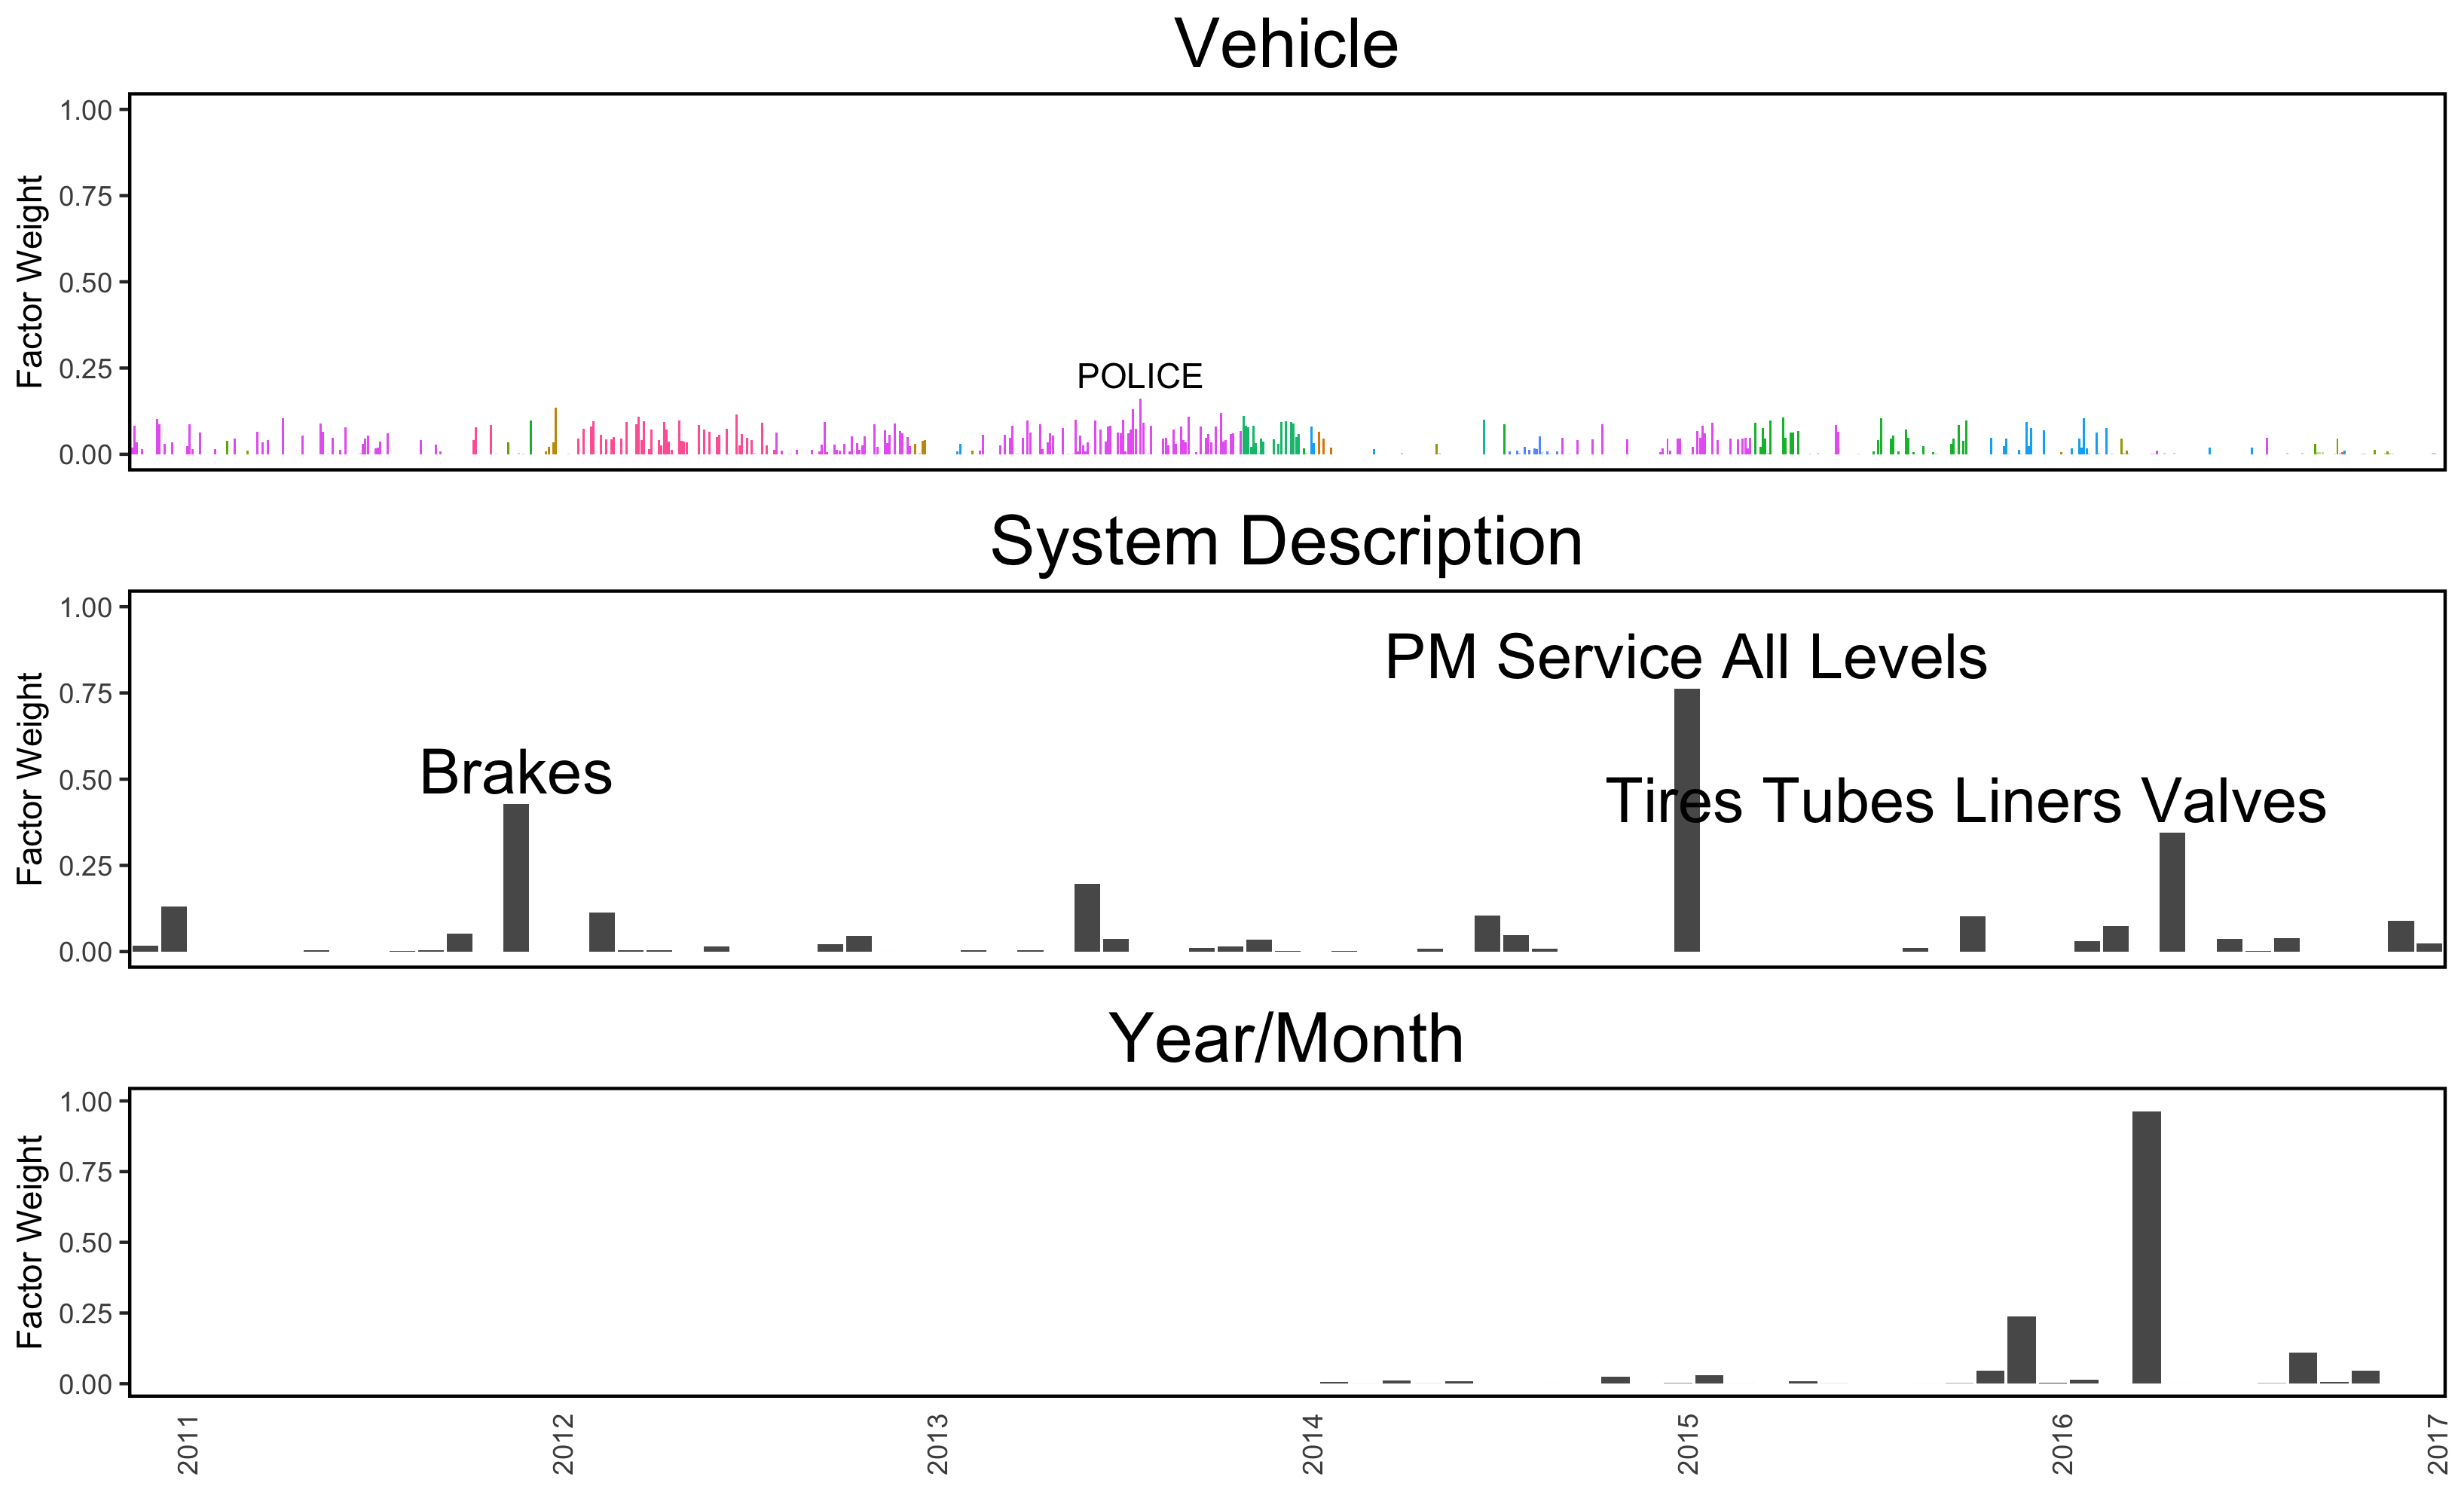 Vehicle
Factor Weight
1.00
0.75
0.50
0.25
0.00
POLICE
System Description
Factor Weight
1.00
0.75
0.50
0.25
0.00
PM Service All Levels
Brakes
Tires Tubes Liners Valves
Year/Month
Factor Weight
1.00
0.75
0.50
0.25
0.00
2011
2012
2013
2014
2015
2016
2017